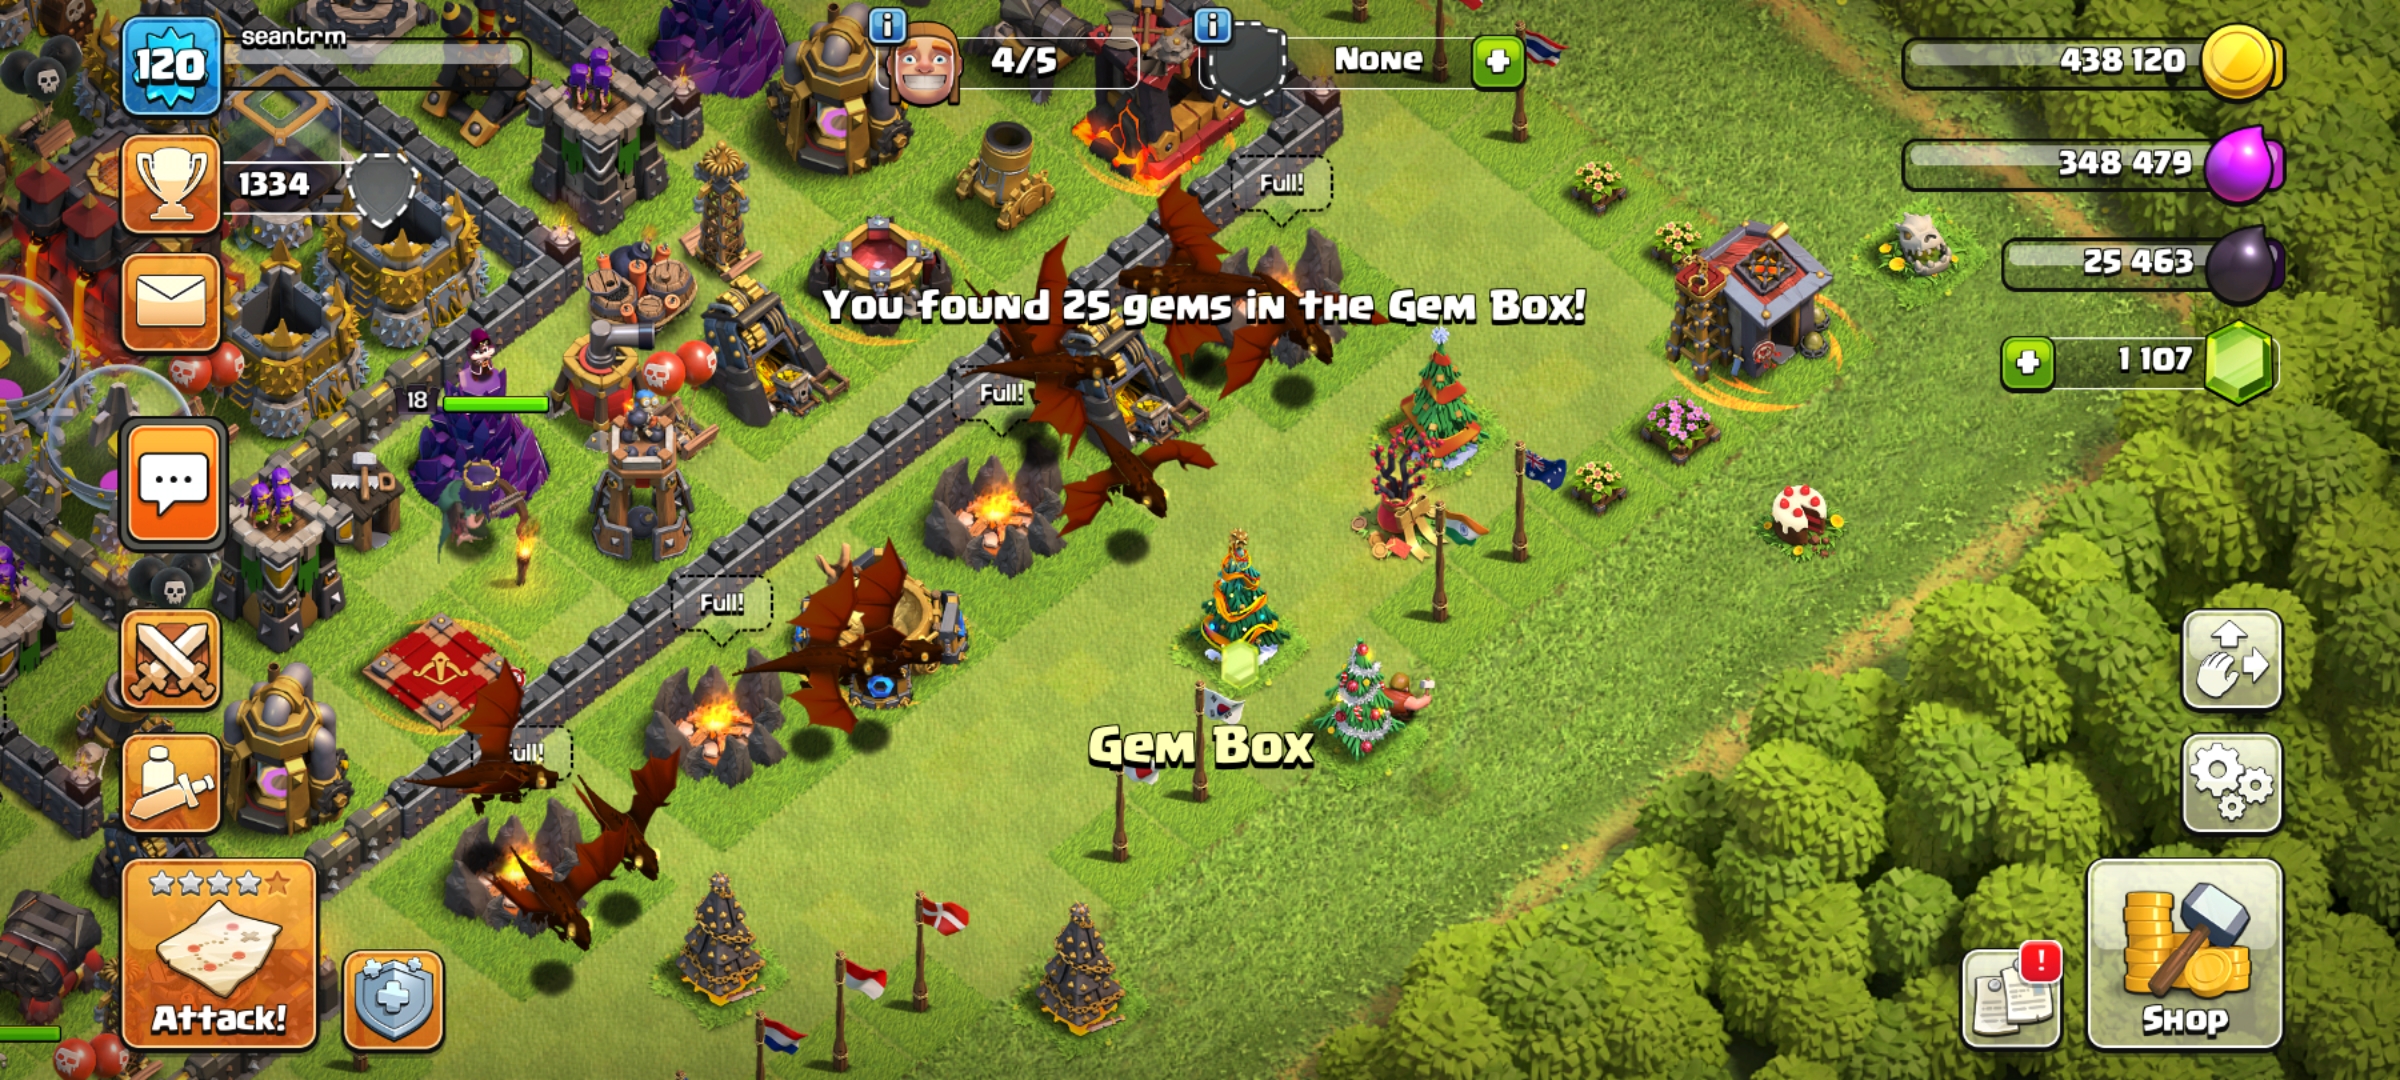 120
seantrm
4/5
None
438 120
1334
Full!
348 479
25 463
You found 25 gems in the Gem Box!
1 107
Full!
18
Full!
Full!
Gem Box
Attack!
!
Shop